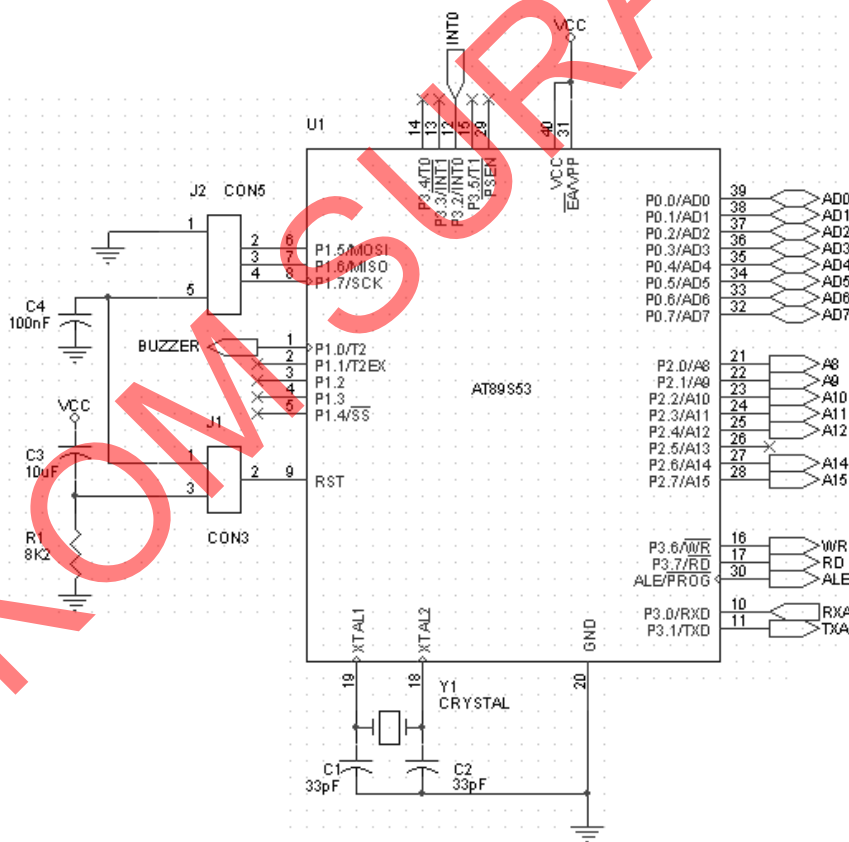 INT0
VCC
U1
14
13
12
15
29
40
31
P3.4/T0
P3.3/INT1
P3.2/INT0
P3.5/T1
PSEN
VCC
EA/VPP
J2 CON5
1
2
3
4
5
6
7
8
P1.5/MOSI
P1.6/MISO
P1.7/SCK
C4
100nF
BUZZER
1
2
3
4
5
P1.0/T2
P1.1/T2EX
P1.2
P1.3
P1.4/SS
AT89S53
VCC
C3
10uF
J1
1
2
3
9
RST
CON3
R1
8K2
P0.0/AD0 39 AD0
P0.1/AD1 38 AD1
P0.2/AD2 37 AD2
P0.3/AD3 36 AD3
P0.4/AD4 35 AD4
P0.5/AD5 34 AD5
P0.6/AD6 33 AD6
P0.7/AD7 32 AD7
P2.0/A8 21 A8
P2.1/A9 22 A9
P2.2/A10 23 A10
P2.3/A11 24 A11
P2.4/A12 25 A12
P2.5/A13 26
P2.6/A14 27 A14
P2.7/A15 28 A15
P3.6/WR 16 WR
P3.7/RD 17 RD
ALE/PROG 30 ALE
P3.0/RXD 10 RXA
P3.1/TXD 11 TXA
XTAL1
XTAL2
GND
19
18
20
Y1
CRYSTAL
C1
33pF
C2
33pF
KOM SURA